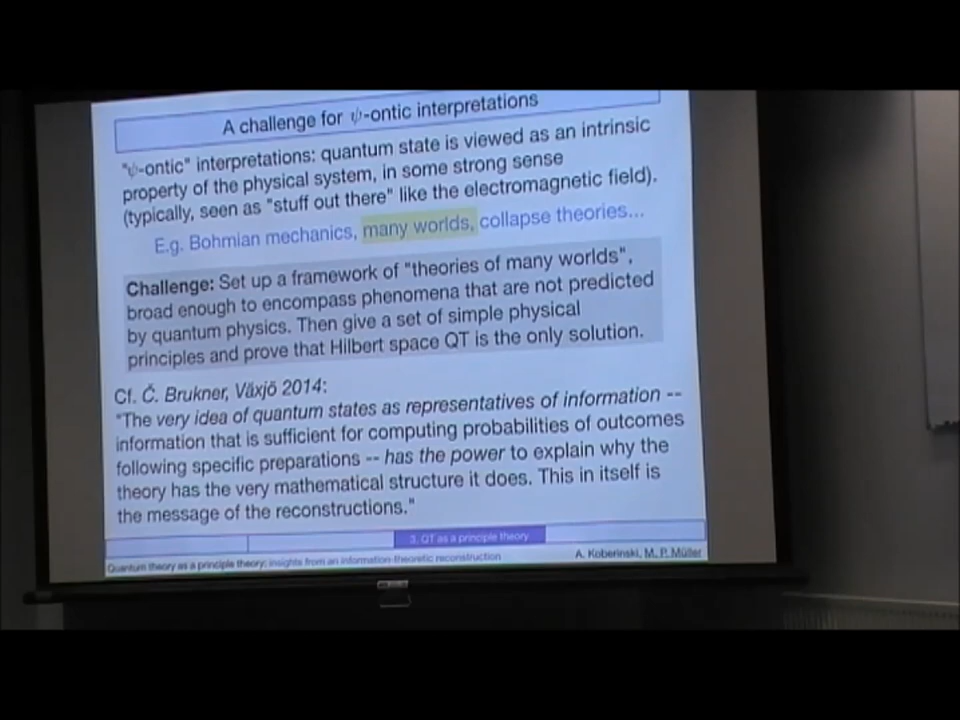 A challenge for ψ-ontic interpretations
"ψ-ontic" interpretations: quantum state is viewed as an intrinsic
property of the physical system, in some strong sense
(typically, seen as "stuff out there" like the electromagnetic field).
E.g. Bohmian mechanics, many worlds, collapse theories...
Challenge: Set up a framework of "theories of many worlds",
broad enough to encompass phenomena that are not predicted
by quantum physics. Then give a set of simple physical
principles and prove that Hilbert space QT is the only solution.
Cf. Č. Brukner, Växjö 2014:
"The very idea of quantum states as representatives of information --
information that is sufficient for computing probabilities of outcomes
following specific preparations -- has the power to explain why the
theory has the very mathematical structure it does. This in itself is
the message of the reconstructions."
3. QT as a principle theory
Quantum theory as a principle theory: insights from an information-theoretic reconstruction A. Koberinski, M. P. Müller